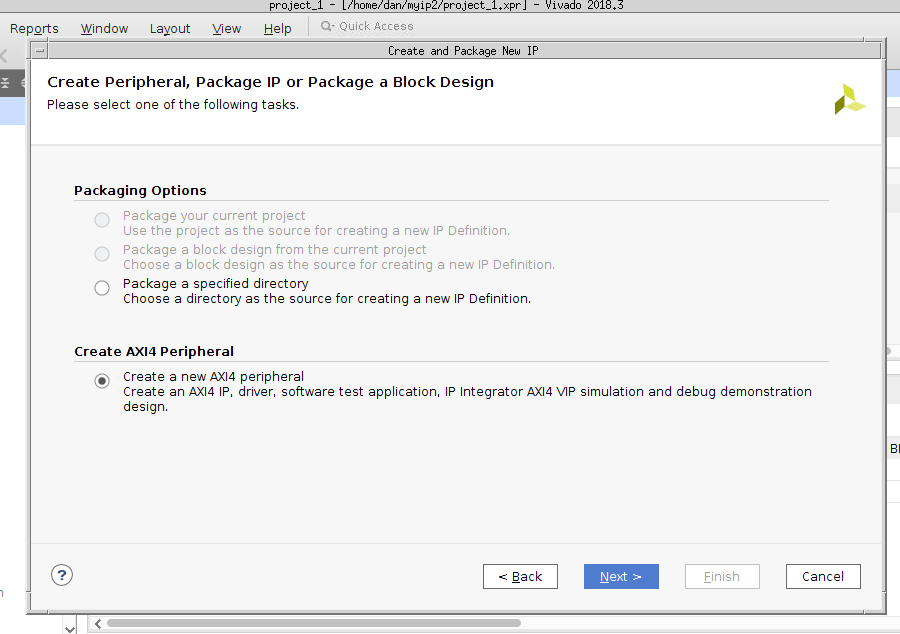 project_1 - [/home/dan/myip2/project_1.xpr] - Vivado 2018.3
Reports Window Layout View Help Quick Access
Create and Package New IP
Create Peripheral, Package IP or Package a Block Design
Please select one of the following tasks.
Packaging Options
Package your current project
Use the project as the source for creating a new IP Definition.
Package a block design from the current project
Choose a block design as the source for creating a new IP Definition.
Package a specified directory
Choose a directory as the source for creating a new IP Definition.
Create AXI4 Peripheral
Create a new AXI4 peripheral
Create an AXI4 IP, driver, software test application, IP Integrator AXI4 VIP simulation and debug demonstration
design.
? < Back Next > Finish Cancel